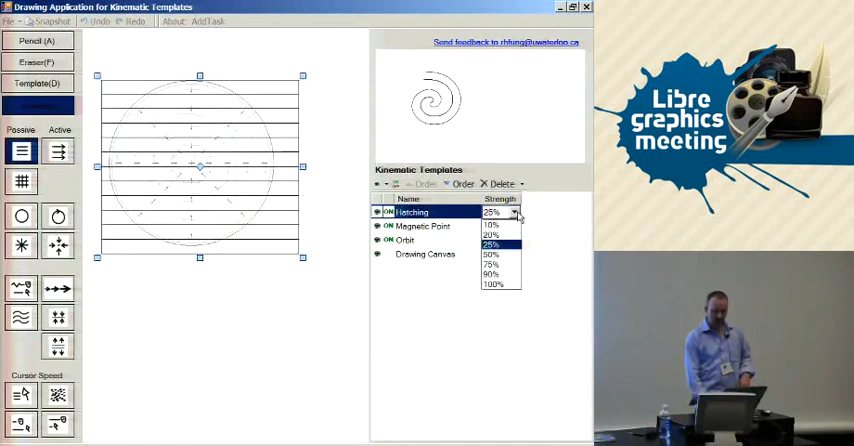 Drawing Application for Kinematic Templates
File Snapshot Undo Redo About: AddTask
Pencil (A)
Eraser(F)
Template(D)
Passive Active
Cursor Speed
Send feedback to rhfung@uwaterloo.ca
Kinematic Templates
Order Order Delete
Name Strength
ON Hatching 25%
ON Magnetic Point
ON Orbit
Drawing Canvas
10%
20%
25%
50%
75%
90%
100%
Libre
graphics
meeting